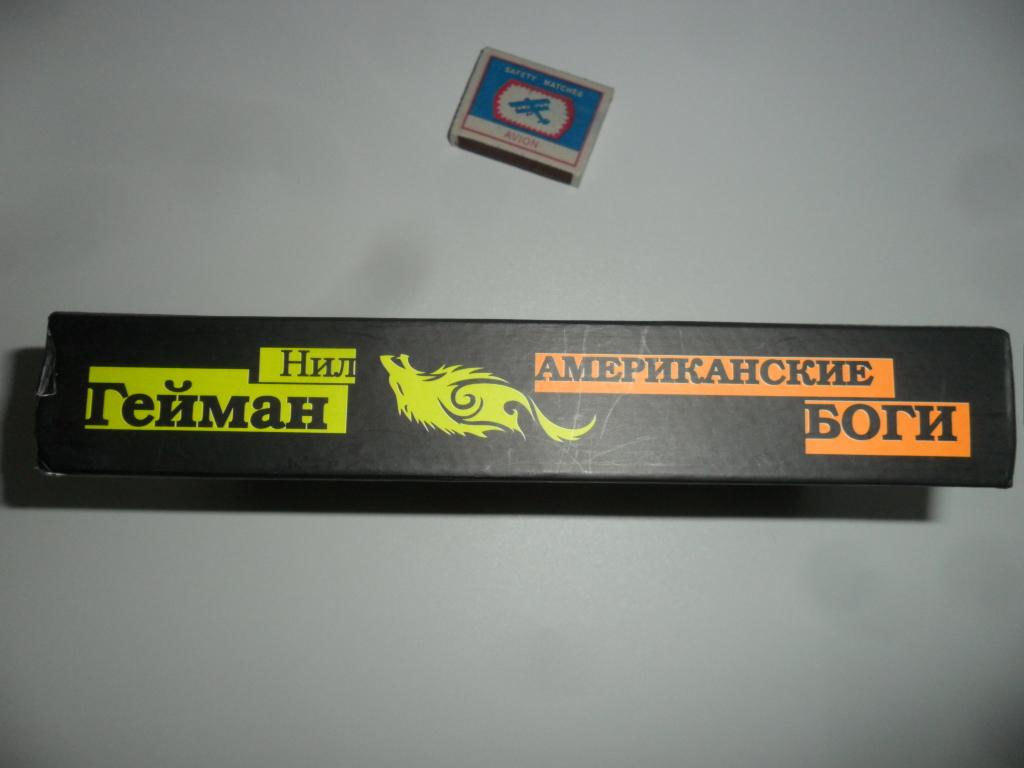 SAFETY MATCHES
AVION
Нил
Гейман
АМЕРИКАНСКИЕ
БОГИ